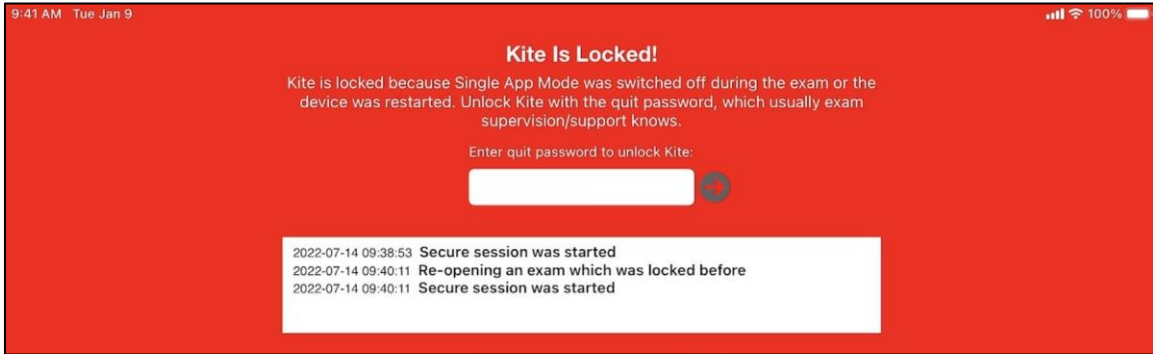 9:41 AM Tue Jan 9 100%
Kite Is Locked!
Kite is locked because Single App Mode was switched off during the exam or the
device was restarted. Unlock Kite with the quit password, which usually exam
supervision/support knows.
Enter quit password to unlock Kite:
2022-07-14 09:38:53 Secure session was started
2022-07-14 09:40:11 Re-opening an exam which was locked before
2022-07-14 09:40:11 Secure session was started